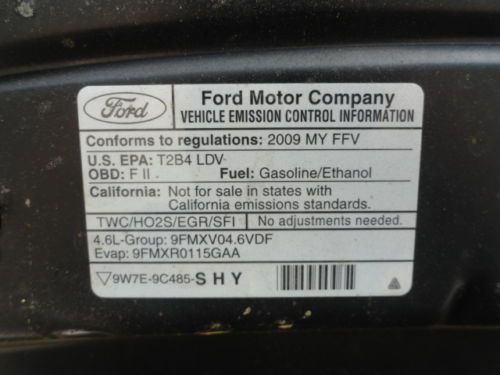 Ford
Ford Motor Company
VEHICLE EMISSION CONTROL INFORMATION
Conforms to regulations: 2009 MY FFV
U.S. EPA: T2B4 LDV
OBD: F II Fuel: Gasoline/Ethanol
California: Not for sale in states with
California emissions standards.
TWC/HO2S/EGR/SFI No adjustments needed.
4.6L-Group: 9FMXV04.6VDF
Evap: 9FMXR0115GAA
9W7E-9C485-S H Y